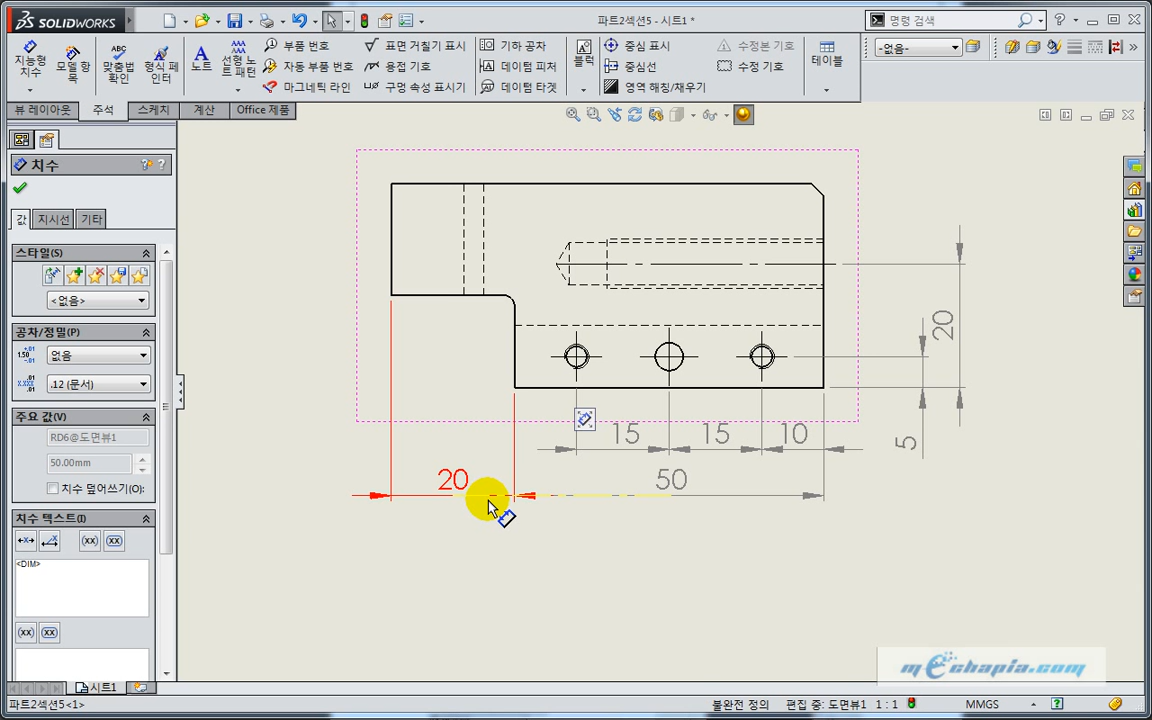 SOLIDWORKS
파트2섹션5 - 시트1 *
명령 검색
지능형 치수
모델 항목
ABC
맞춤법 확인
형식 페인터
노트
선형 노트 패턴
부품 번호
자동 부품 번호
마그네틱 라인
표면 거칠기 표시
용접 기호
구멍 속성 표시기
기하 공차
데이텀 피처
데이텀 타겟
블럭
중심 표시
중심선
영역 해칭/채우기
수정본 기호
수정 기호
테이블
-없음-
뷰 레이아웃
주석
스케치
계산
Office 제품
치수
값
지시선
기타
스타일(S)
<없음>
공차/정밀(P)
없음
.12 (문서)
주요 값(V)
RD6@도면뷰1
50.00mm
치수 덮어쓰기(O):
치수 텍스트(I)
(xx)
(xx)
<DIM>
(xx)
(xx)
20
15
15
10
5
20
50
mechapia.com
시트1
파트2섹션5<1>
불완전 정의
편집 중: 도면뷰1
1 : 1
MMGS